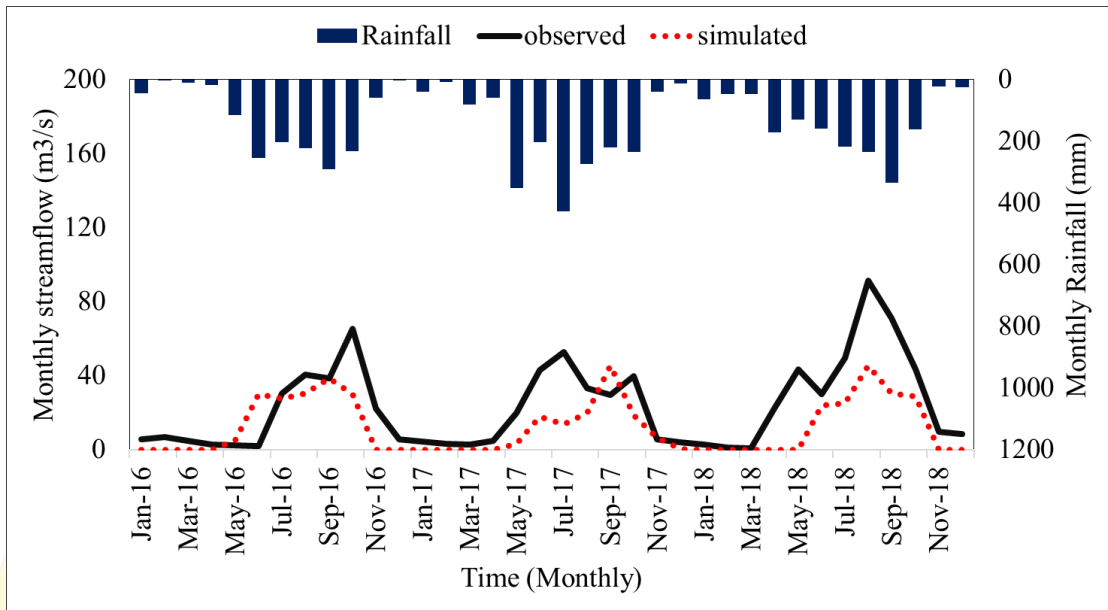 Rainfall observed simulated
Monthly streamflow (m3/s)
200
160
120
80
40
0
0
200
400
600
800
1000
1200
Monthly Rainfall (mm)
Jan-16
Mar-16
May-16
Jul-16
Sep-16
Nov-16
Jan-17
Mar-17
May-17
Jul-17
Sep-17
Nov-17
Jan-18
Mar-18
May-18
Jul-18
Sep-18
Nov-18
Time (Monthly)